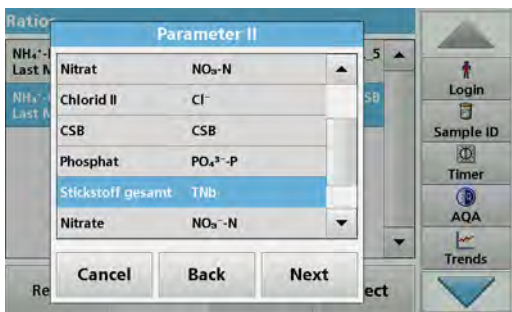 Ratio
Parameter II
NH₄⁺-
Last
_5
NH₄⁺-
Last
SB
Nitrat NO₃-N
Chlorid II Cl⁻
CSB CSB
Phosphat PO₄³⁻-P
Stickstoff gesamt TNb
Nitrate NO₃⁻-N
Cancel Back Next
Re
ect
Login
Sample ID
Timer
AQA
Trends